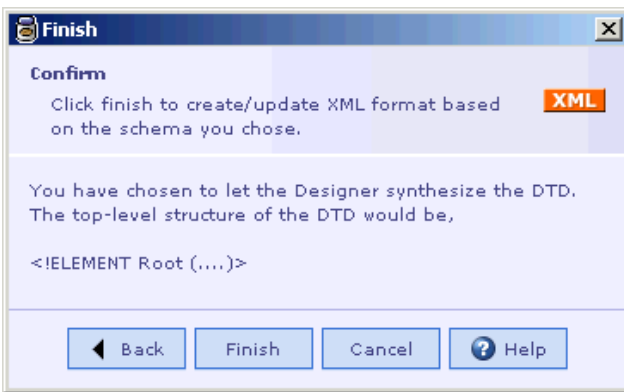 Finish
Confirm
Click finish to create/update XML format based
on the schema you chose.
XML
You have chosen to let the Designer synthesize the DTD.
The top-level structure of the DTD would be,
<!ELEMENT Root (....)>
Back
Finish
Cancel
Help